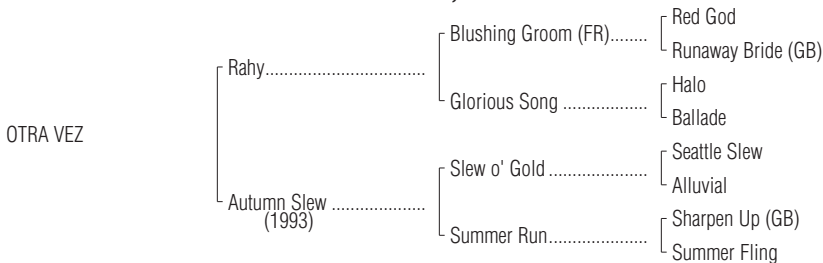 Red God
Blushing Groom (FR)........
Runaway Bride (GB)
Rahy.................................
Halo
Glorious Song ..................
Ballade
OTRA VEZ
Seattle Slew
Slew o' Gold .....................
Alluvial
Autumn Slew ....................
(1993)
Sharpen Up (GB)
Summer Run.....................
Summer Fling